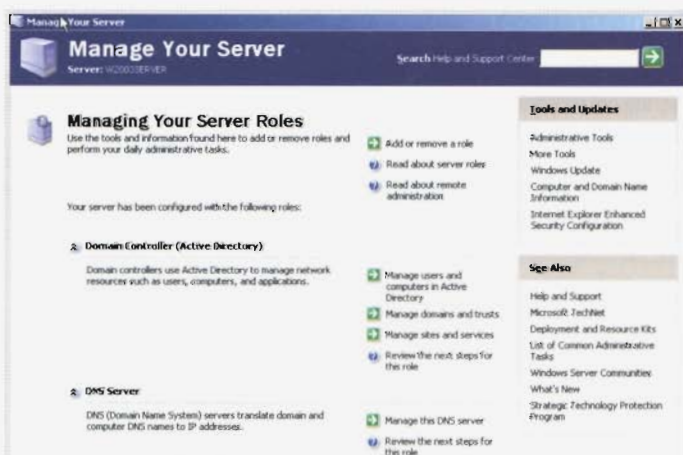 Manage Your Server
Manage Your Server
Server: W2003SERVER
Search Help and Support Center
Managing Your Server Roles
Use the tools and information found here to add or remove roles and
perform your daily administrative tasks.
Add or remove a role
Read about server roles
Read about remote
administration
Your server has been configured with the following roles:
Domain Controller (Active Directory)
Domain controllers use Active Directory to manage network
resources such as users, computers, and applications.
Manage users and
computers in Active
Directory
Manage domains and trusts
Manage sites and services
Review the next steps for
this role
DNS Server
DNS (Domain Name System) servers translate domain and
computer DNS names to IP addresses.
Manage this DNS server
Review the next steps for
this role
Tools and Updates
Administrative Tools
More Tools
Windows Update
Computer and Domain Name
Information
Internet Explorer Enhanced
Security Configuration
See Also
Help and Support
Microsoft TechNet
Deployment and Resource Kits
List of Common Administrative
Tasks
Windows Server Communities
What's New
Strategic Technology Protection
Program